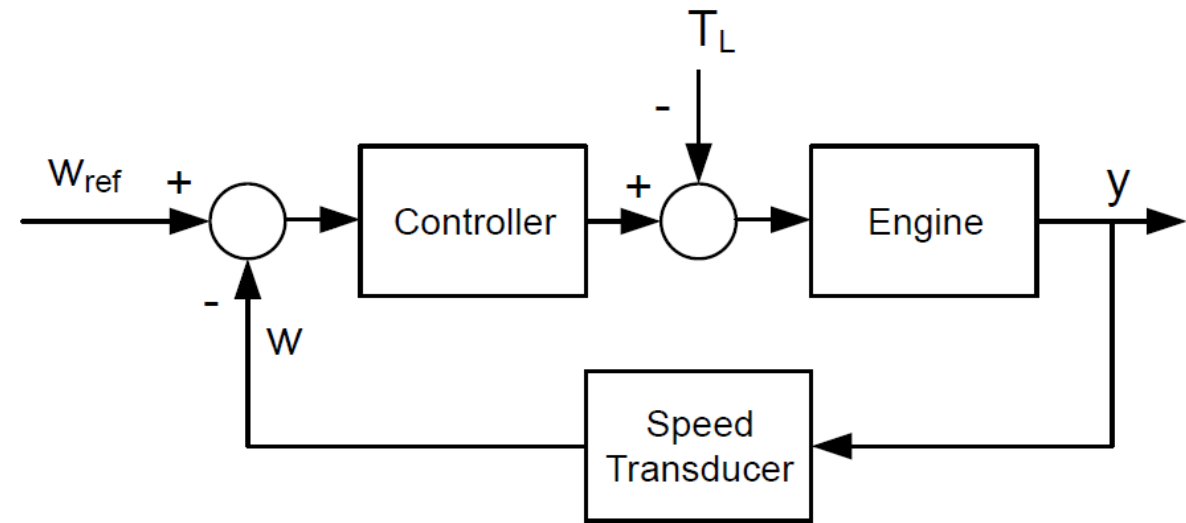 T_L
-
w_ref
+
Controller
+
Engine
y
-
w
Speed
Transducer